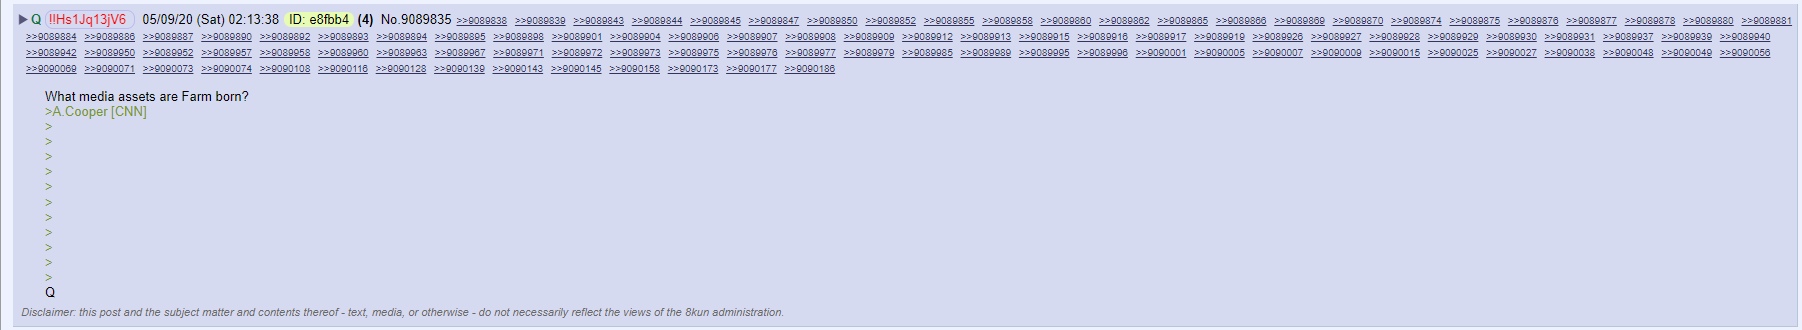 ▶ Q !!Hs1Jq13jV6 05/09/20 (Sat) 02:13:38 ID: e8fbb4 (4) No.9089835 >>9089838 >>9089839 >>9089843 >>9089844 >>9089845 >>9089847 >>9089850 >>9089852 >>9089855 >>9089858 >>9089860 >>9089862 >>9089865 >>9089866 >>9089869 >>9089870 >>9089874 >>9089875 >>9089876 >>9089877 >>9089878 >>9089880 >>9089881
>>9089884 >>9089886 >>9089887 >>9089890 >>9089892 >>9089893 >>9089894 >>9089895 >>9089898 >>9089901 >>9089904 >>9089906 >>9089907 >>9089908 >>9089909 >>9089912 >>9089913 >>9089915 >>9089916 >>9089917 >>9089919 >>9089926 >>9089927 >>9089928 >>9089929 >>9089930 >>9089931 >>9089937 >>9089939 >>9089940
>>9089942 >>9089950 >>9089952 >>9089957 >>9089958 >>9089960 >>9089963 >>9089967 >>9089971 >>9089972 >>9089973 >>9089975 >>9089976 >>9089977 >>9089979 >>9089985 >>9089989 >>9089995 >>9089996 >>9090001 >>9090005 >>9090007 >>9090009 >>9090015 >>9090025 >>9090027 >>9090038 >>9090048 >>9090049 >>9090056
>>9090069 >>9090071 >>9090073 >>9090074 >>9090108 >>9090116 >>9090128 >>9090139 >>9090143 >>9090145 >>9090158 >>9090173 >>9090177 >>9090186
What media assets are Farm born?
>A.Cooper [CNN]
>
>
>
>
>
>
>
>
>
>
>
Q
Disclaimer: this post and the subject matter and contents thereof - text, media, or otherwise - do not necessarily reflect the views of the 8kun administration.